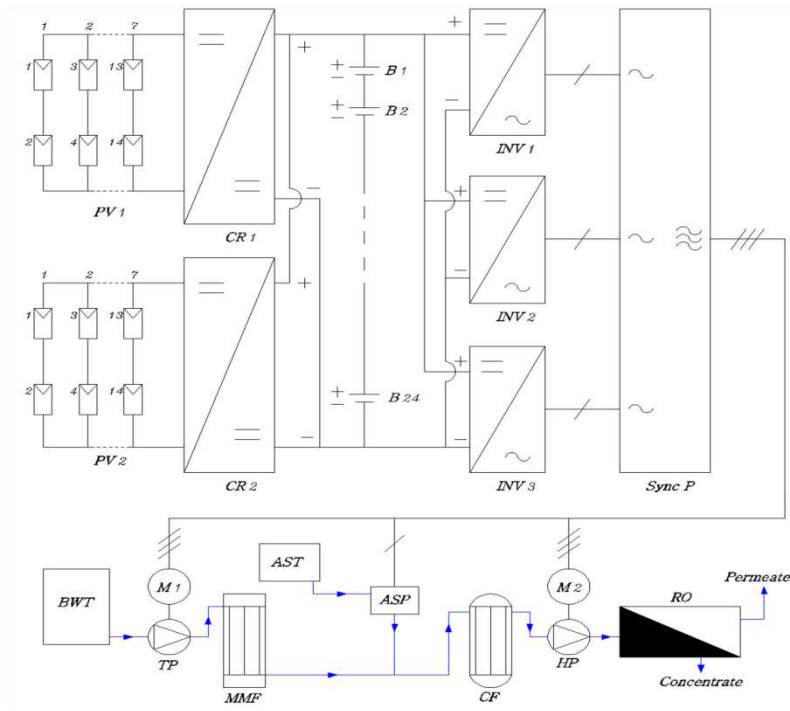 1 2 7
1 3 13
2 4 14
PV 1
CR 1
+
−
+ − B 1
+ − B 2
+ −
INV 1
1 2 7
1 3 13
2 4 14
PV 2
CR 2
+
−
+ − B 24
+ −
INV 2
+ −
INV 3
Sync P
BWT
M 1
TP
MMF
AST
ASP
CF
M 2
HP
RO
Permeate
Concentrate